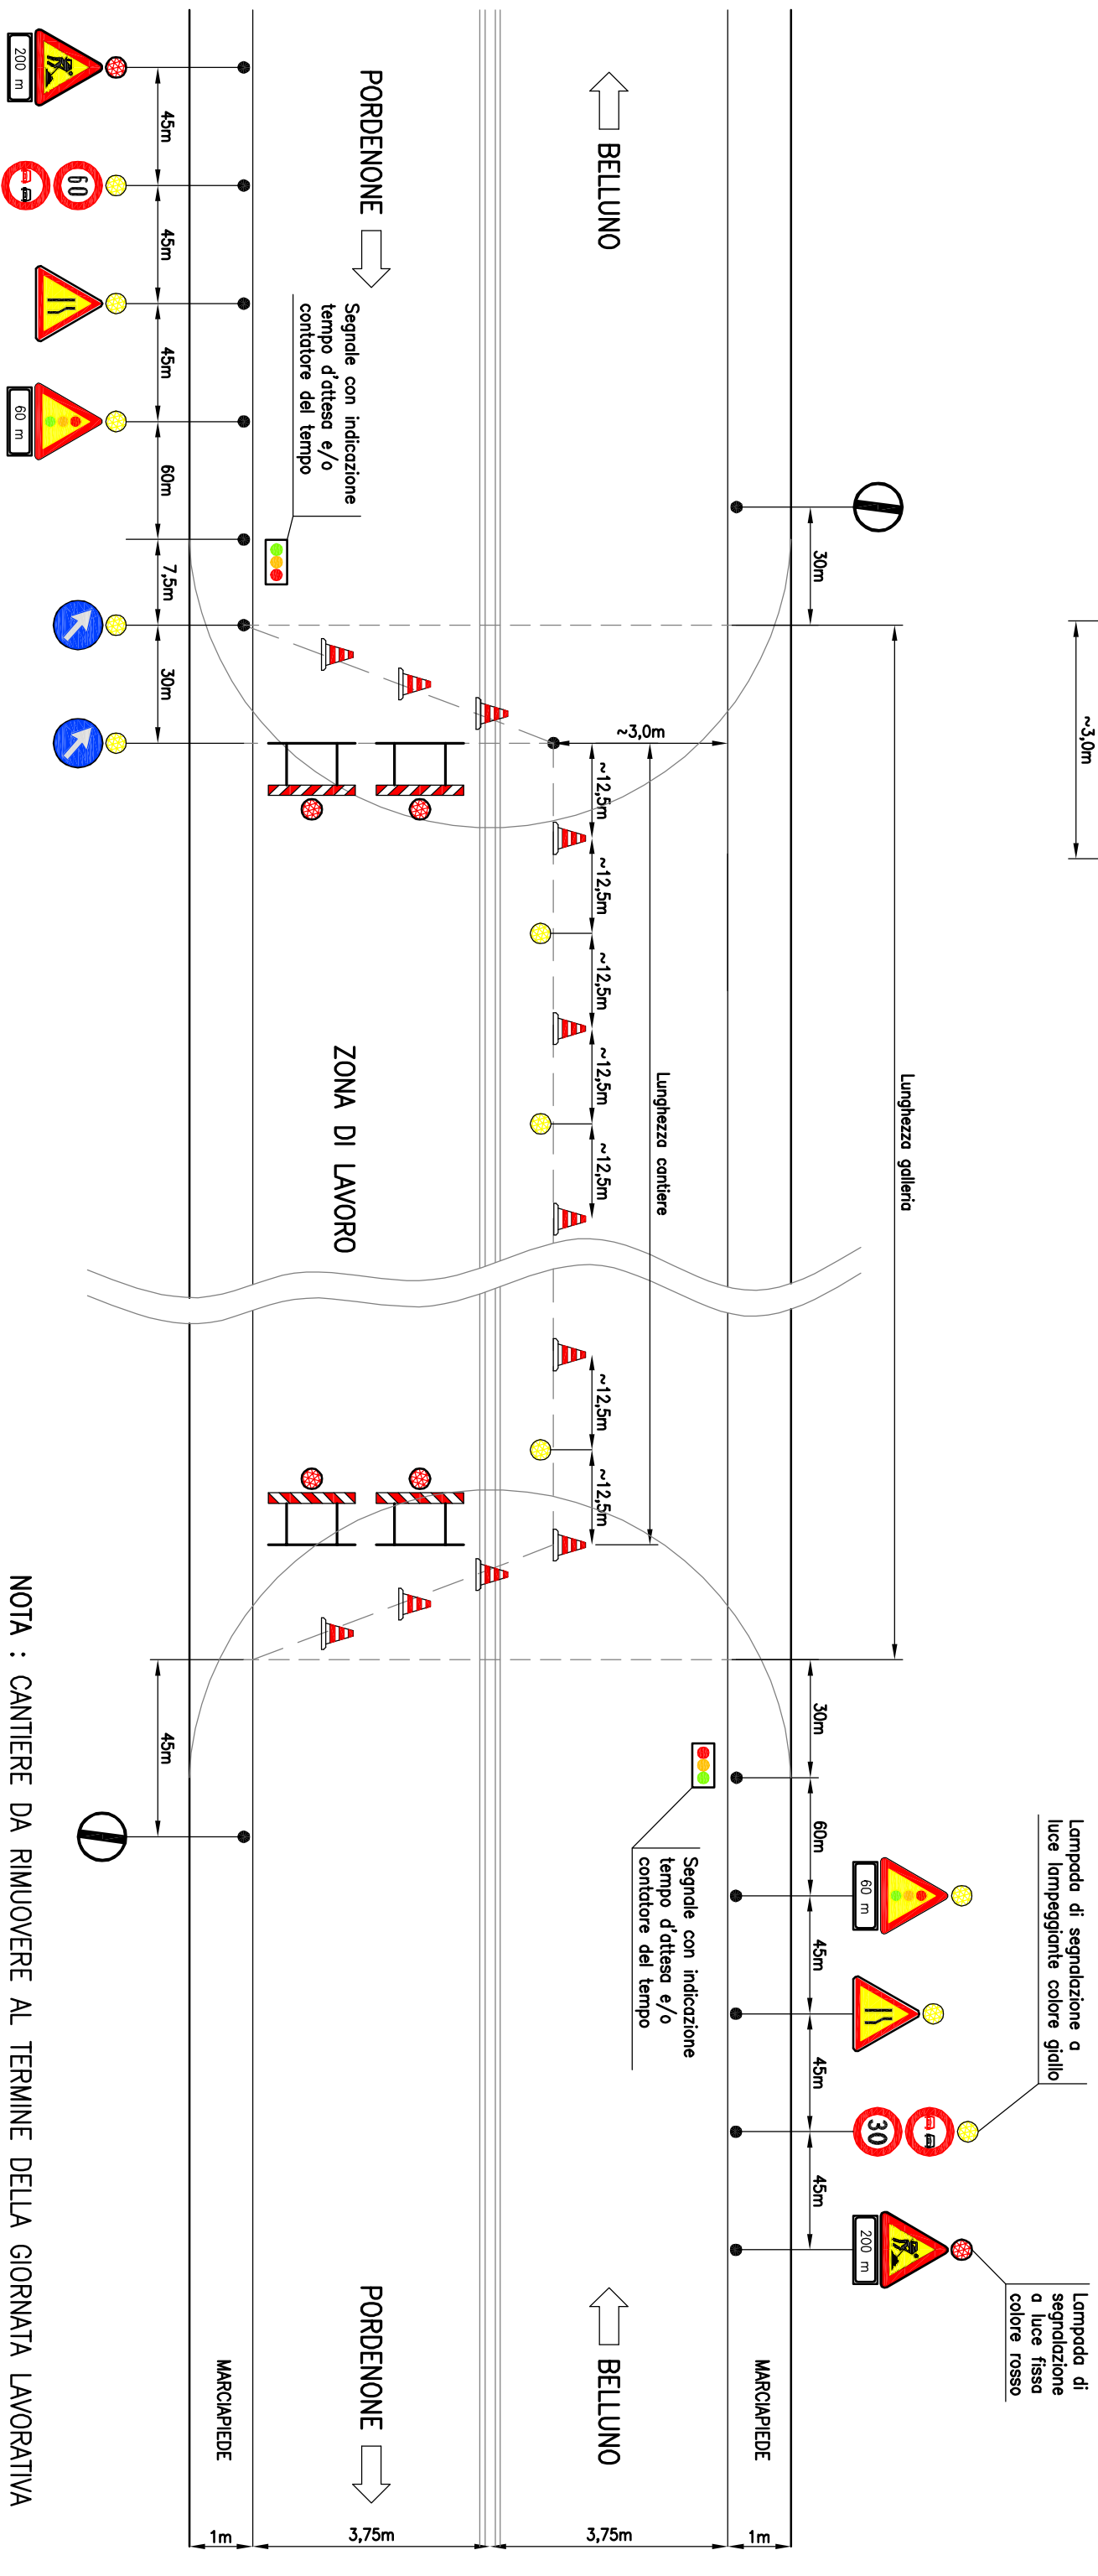 ~3,0m
Lampada di segnalazione a
luce lampeggiante colore giallo
Lampada di
segnalazione
a luce fissa
colore rosso
Lunghezza galleria
60 m
30
200 m
30m
30m
60m
45m
45m
45m
MARCIAPIEDE
1m
Lunghezza cantiere
~3,0m
~12,5m
~12,5m
~12,5m
~12,5m
~12,5m
~12,5m
~12,5m
Segnale con indicazione
tempo d'attesa e/o
contatore del tempo
BELLUNO
BELLUNO
3,75m
PORDENONE
Segnale con indicazione
tempo d'attesa e/o
contatore del tempo
ZONA DI LAVORO
PORDENONE
3,75m
MARCIAPIEDE
1m
45m
45m
45m
60m
7,5m
30m
45m
60
200 m
60 m
NOTA : CANTIERE DA RIMUOVERE AL TERMINE DELLA GIORNATA LAVORATIVA